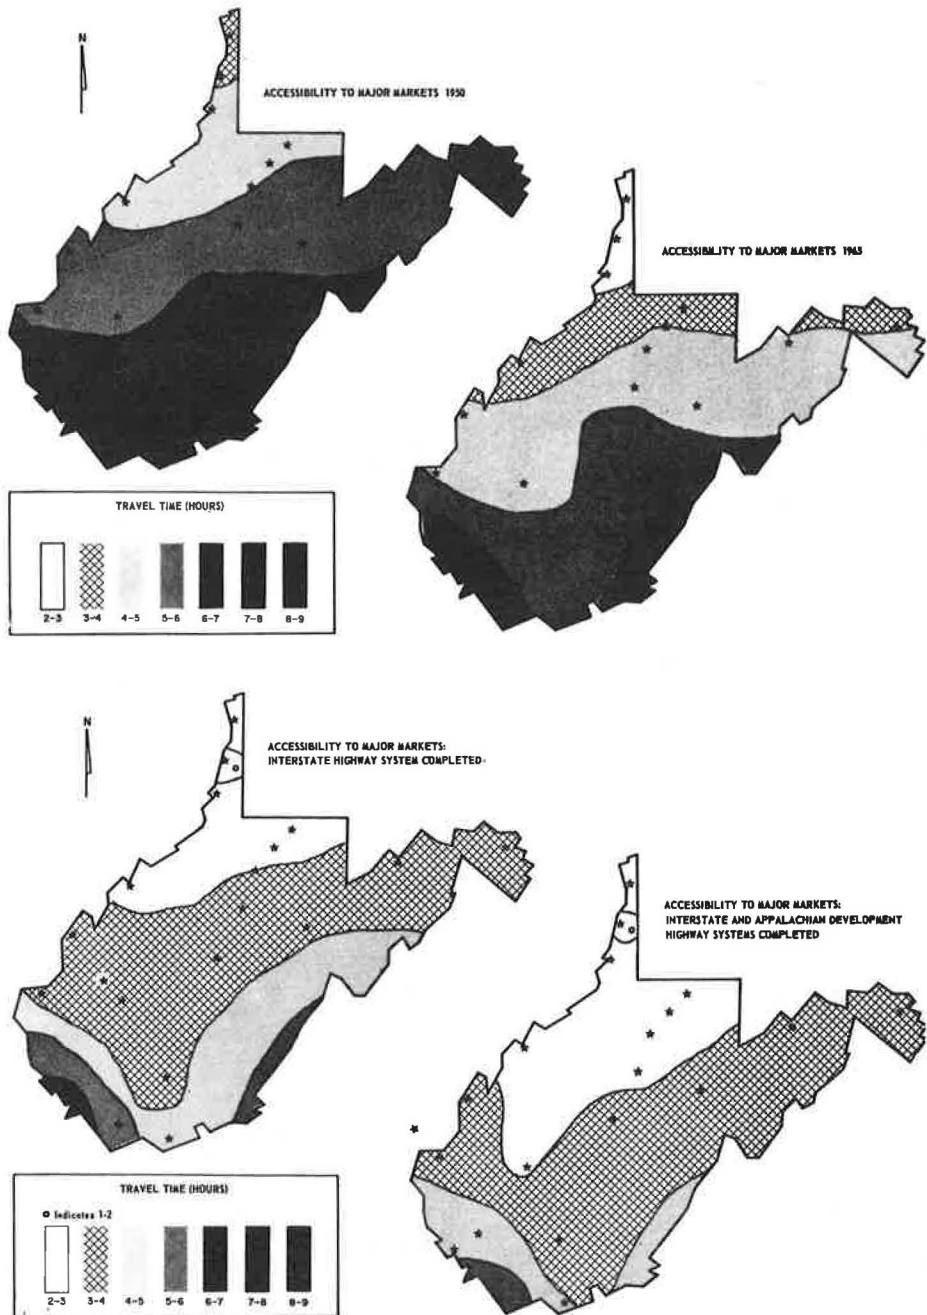 N
ACCESSIBILITY TO MAJOR MARKETS 1950
ACCESSIBILITY TO MAJOR MARKETS 1965
TRAVEL TIME (HOURS)
2-3 3-4 4-5 5-6 6-7 7-8 8-9
N
ACCESSIBILITY TO MAJOR MARKETS:
INTERSTATE HIGHWAY SYSTEM COMPLETED
ACCESSIBILITY TO MAJOR MARKETS:
INTERSTATE AND APPALACHIAN DEVELOPMENT
HIGHWAY SYSTEMS COMPLETED
TRAVEL TIME (HOURS)
Indicates 1-2
2-3 3-4 4-5 5-6 6-7 7-8 8-9